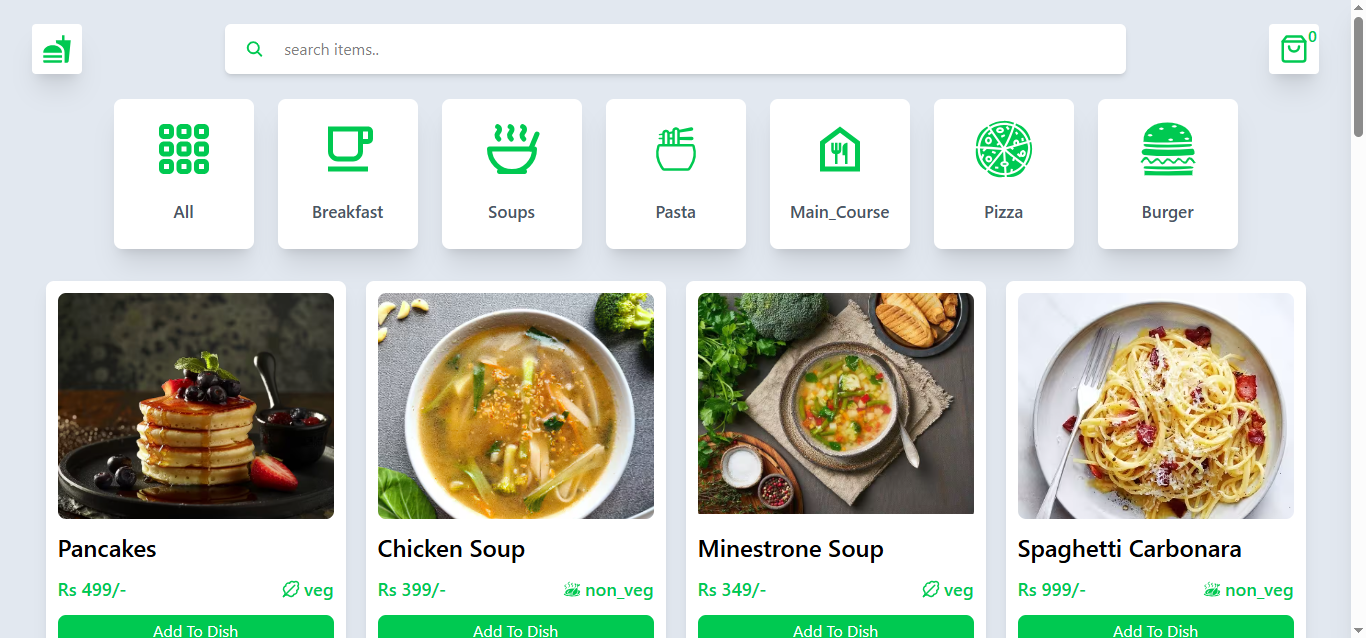 search items..
0
All
Breakfast
Soups
Pasta
Main_Course
Pizza
Burger
Pancakes
Rs 499/-
veg
Add To Dish
Chicken Soup
Rs 399/-
non_veg
Add To Dish
Minestrone Soup
Rs 349/-
veg
Add To Dish
Spaghetti Carbonara
Rs 999/-
non_veg
Add To Dish